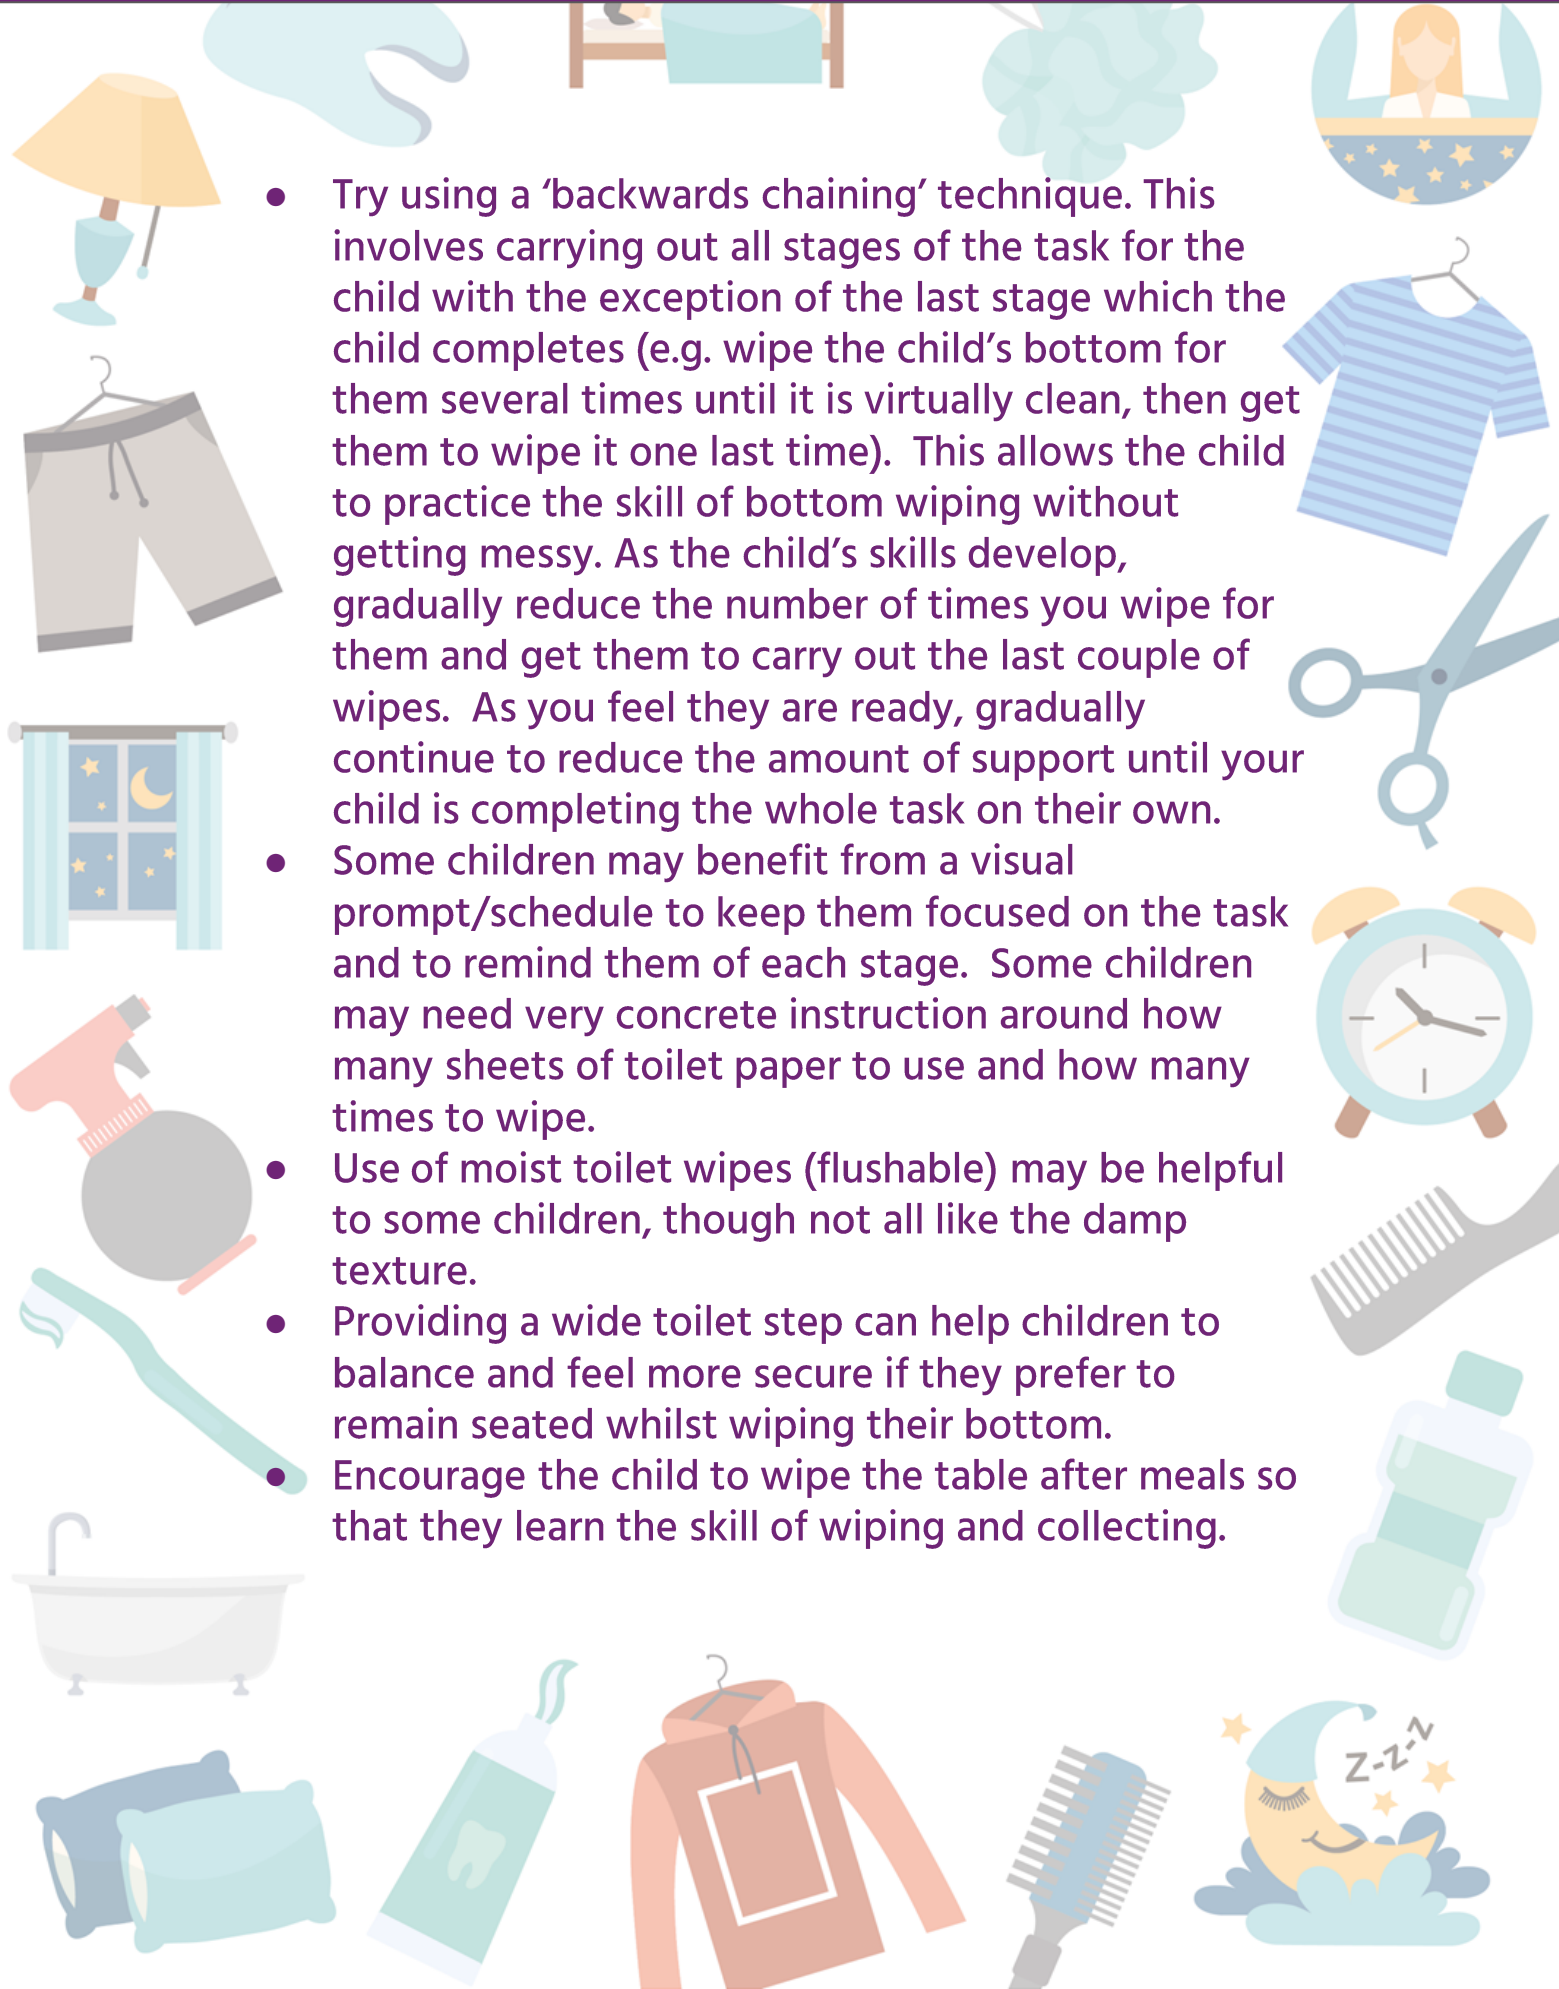 • Try using a ‘backwards chaining’ technique. This
involves carrying out all stages of the task for the
child with the exception of the last stage which the
child completes (e.g. wipe the child’s bottom for
them several times until it is virtually clean, then get
them to wipe it one last time).  This allows the child
to practice the skill of bottom wiping without
getting messy. As the child’s skills develop,
gradually reduce the number of times you wipe for
them and get them to carry out the last couple of
wipes.  As you feel they are ready, gradually
continue to reduce the amount of support until your
child is completing the whole task on their own.
• Some children may benefit from a visual
prompt/schedule to keep them focused on the task
and to remind them of each stage.  Some children
may need very concrete instruction around how
many sheets of toilet paper to use and how many
times to wipe.
• Use of moist toilet wipes (flushable) may be helpful
to some children, though not all like the damp
texture.
• Providing a wide toilet step can help children to
balance and feel more secure if they prefer to
remain seated whilst wiping their bottom.
• Encourage the child to wipe the table after meals so
that they learn the skill of wiping and collecting.
Z-Z-Z